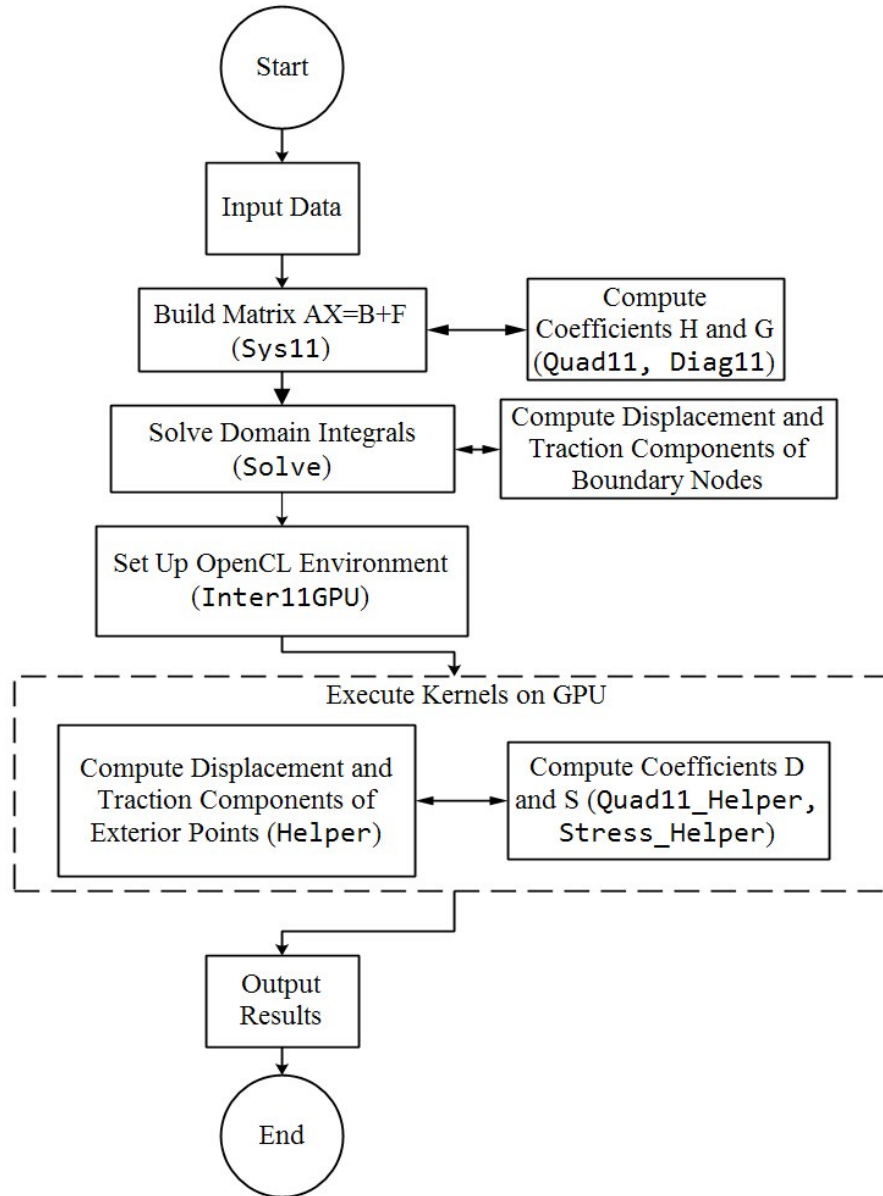 Start
Input Data
Build Matrix AX=B+F
(Sys11)
Compute
Coefficients H and G
(Quad11, Diag11)
Solve Domain Integrals
(Solve)
Compute Displacement and
Traction Components of
Boundary Nodes
Set Up OpenCL Environment
(Inter11GPU)
Execute Kernels on GPU
Compute Displacement and
Traction Components of
Exterior Points (Helper)
Compute Coefficients D
and S (Quad11_Helper,
Stress_Helper)
Output
Results
End